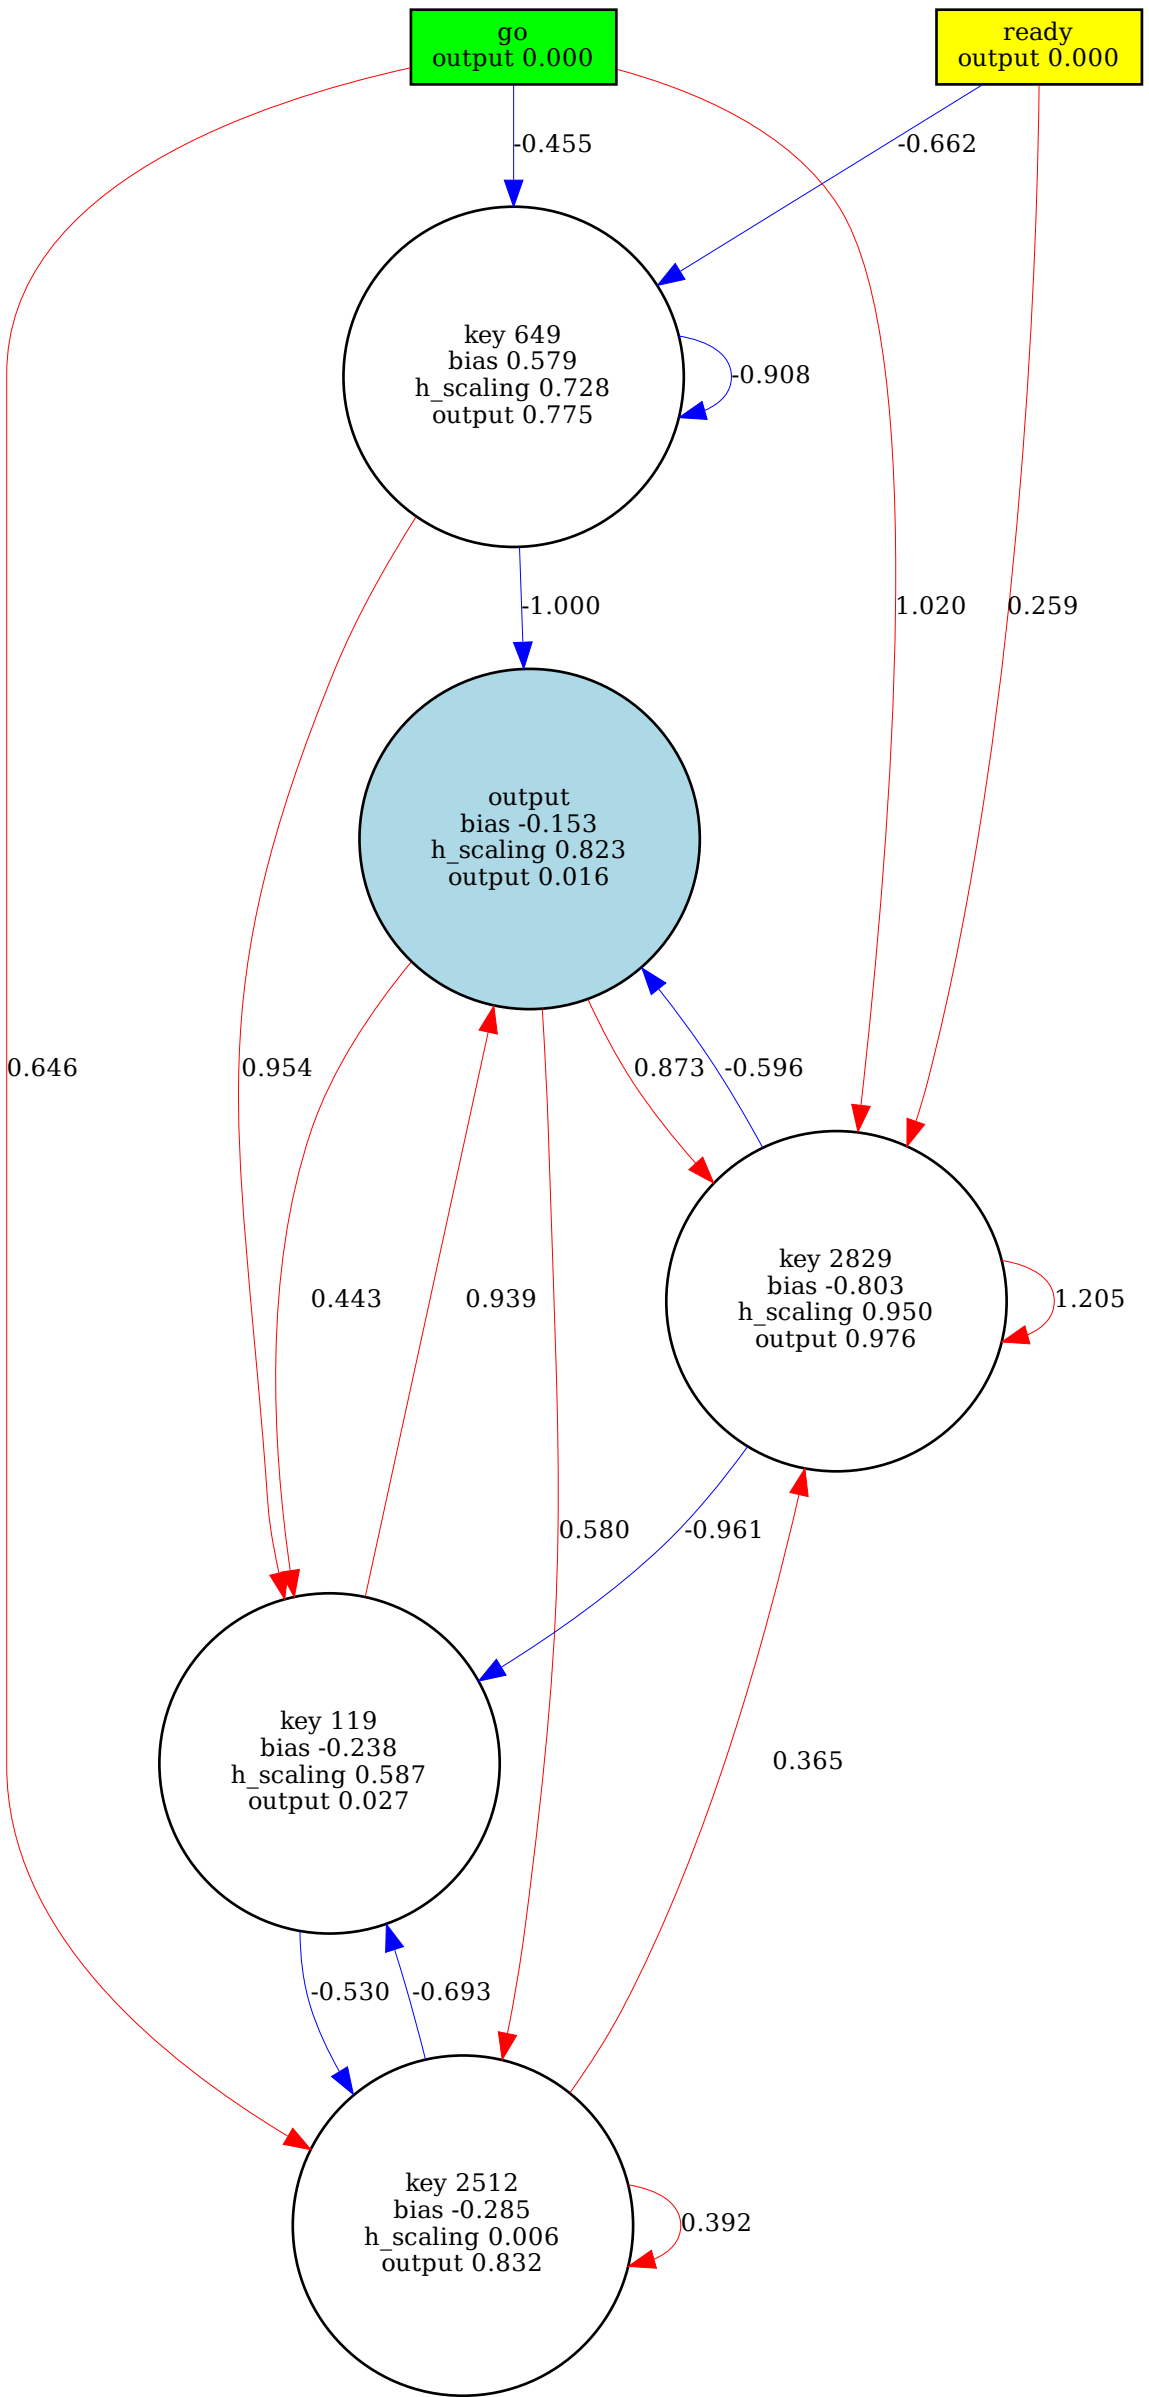 go
output 0.000
ready
output 0.000
-0.455
-0.662
key 649
bias 0.579
h_scaling 0.728
output 0.775
-0.908
-1.000
1.020
0.259
output
bias -0.153
h_scaling 0.823
output 0.016
0.646
0.954
0.873
-0.596
key 2829
bias -0.803
h_scaling 0.950
output 0.976
0.443
0.939
1.205
0.580
-0.961
key 119
bias -0.238
h_scaling 0.587
output 0.027
0.365
-0.530
-0.693
key 2512
bias -0.285
h_scaling 0.006
output 0.832
0.392